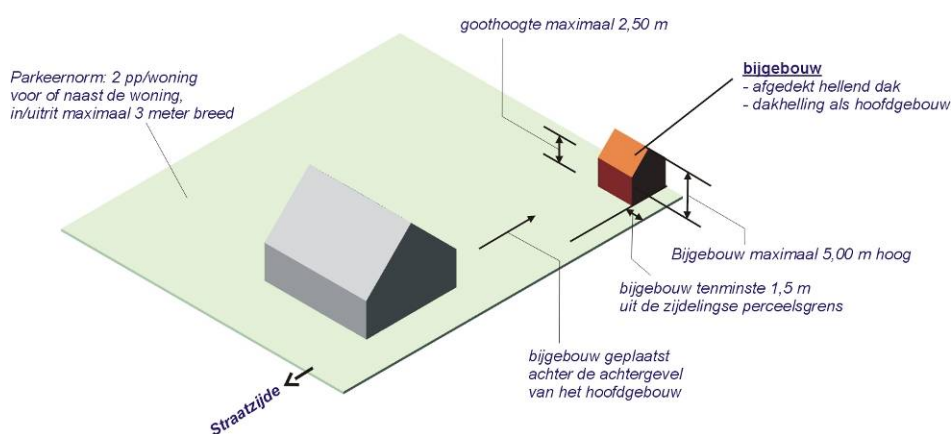 goothoogte maximaal 2,50 m
Parkeernorm: 2 pp/woning
voor of naast de woning,
in/uitrit maximaal 3 meter breed
bijgebouw
- afgedekt hellend dak
- dakhelling als hoofdgebouw
Bijgebouw maximaal 5,00 m hoog
bijgebouw tenminste 1,5 m
uit de zijdelingse perceelsgrens
bijgebouw geplaatst
achter de achtergevel
van het hoofdgebouw
Straatzijde